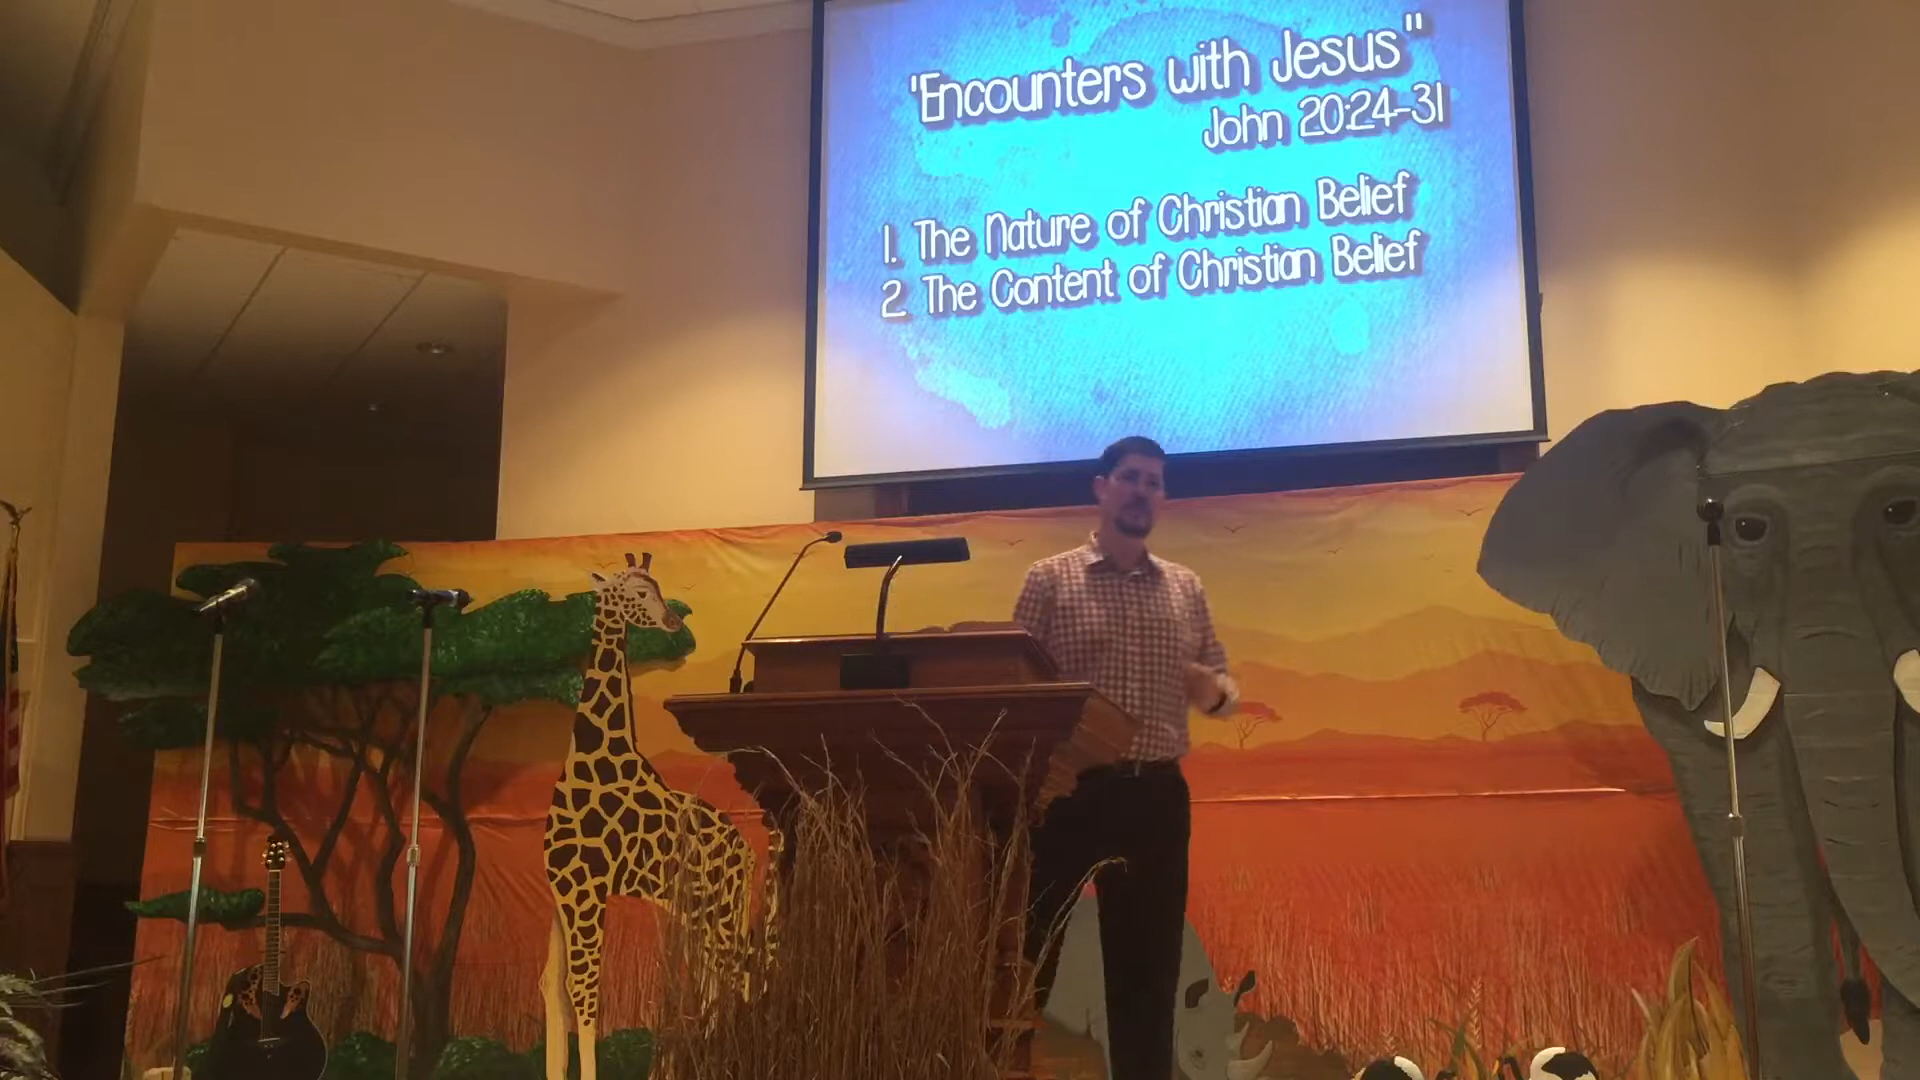 "Encounters with Jesus"
John 20:24-31
1. The Nature of Christian Belief
2. The Content of Christian Belief